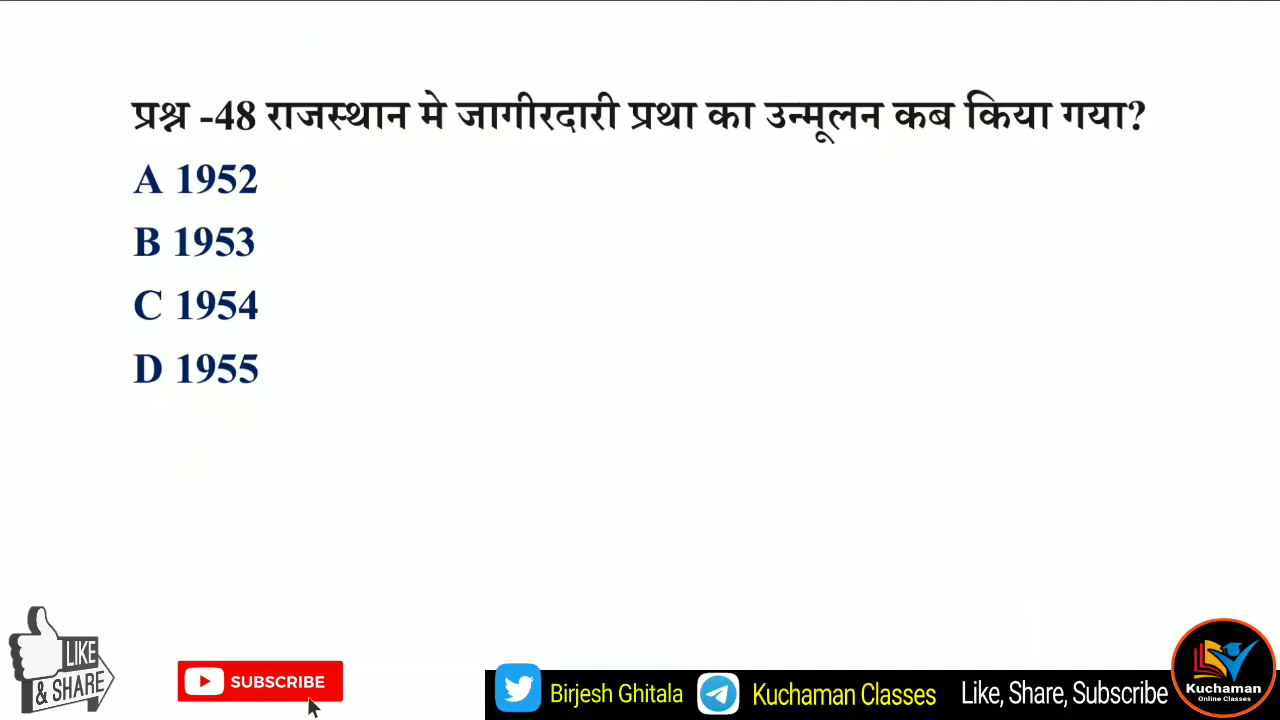 प्रश्न -48 राजस्थान मे जागीरदारी प्रथा का उन्मूलन कब किया गया?
A 1952
B 1953
C 1954
D 1955
LIKE
& SHARE
SUBSCRIBE
Birjesh Ghitala
Kuchaman Classes
Like, Share, Subscribe
Kuchaman
Online Classes